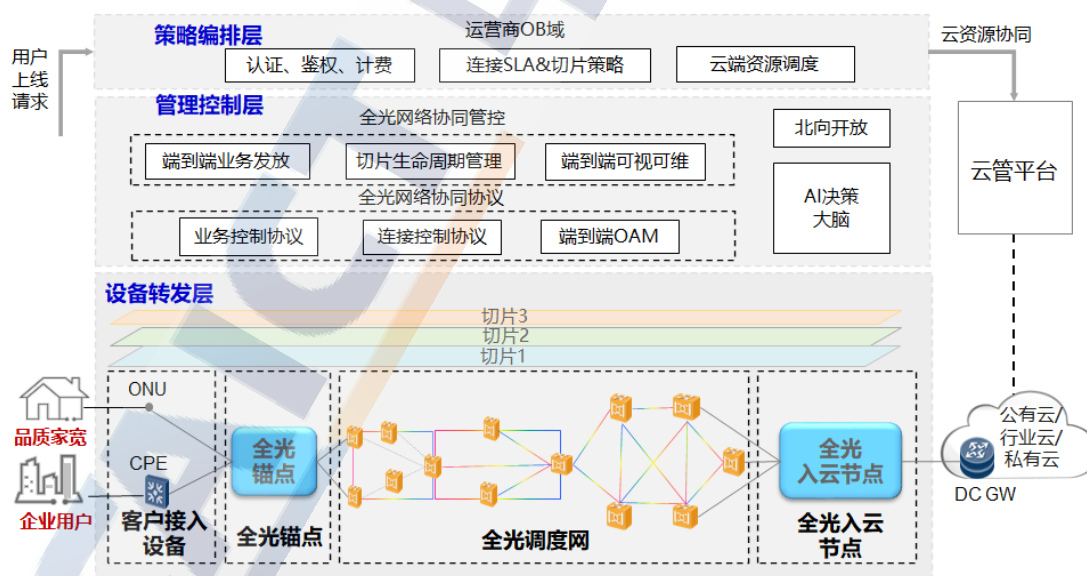 策略编排层
运营商OB域
云资源协同
用户
上线
请求
认证、鉴权、计费
连接SLA&切片策略
云端资源调度
管理控制层
全光网络协同管控
北向开放
端到端业务发放
切片生命周期管理
端到端可视可维
云管平台
全光网络协同协议
AI决策
大脑
业务控制协议
连接控制协议
端到端OAM
设备转发层
切片3
切片2
切片1
ONU
品质家宽
CPE
企业用户
客户接入
设备
全光
锚点
全光锚点
全光调度网
全光
入云节点
全光入云
节点
公有云/
行业云/
私有云
DC GW
AICT